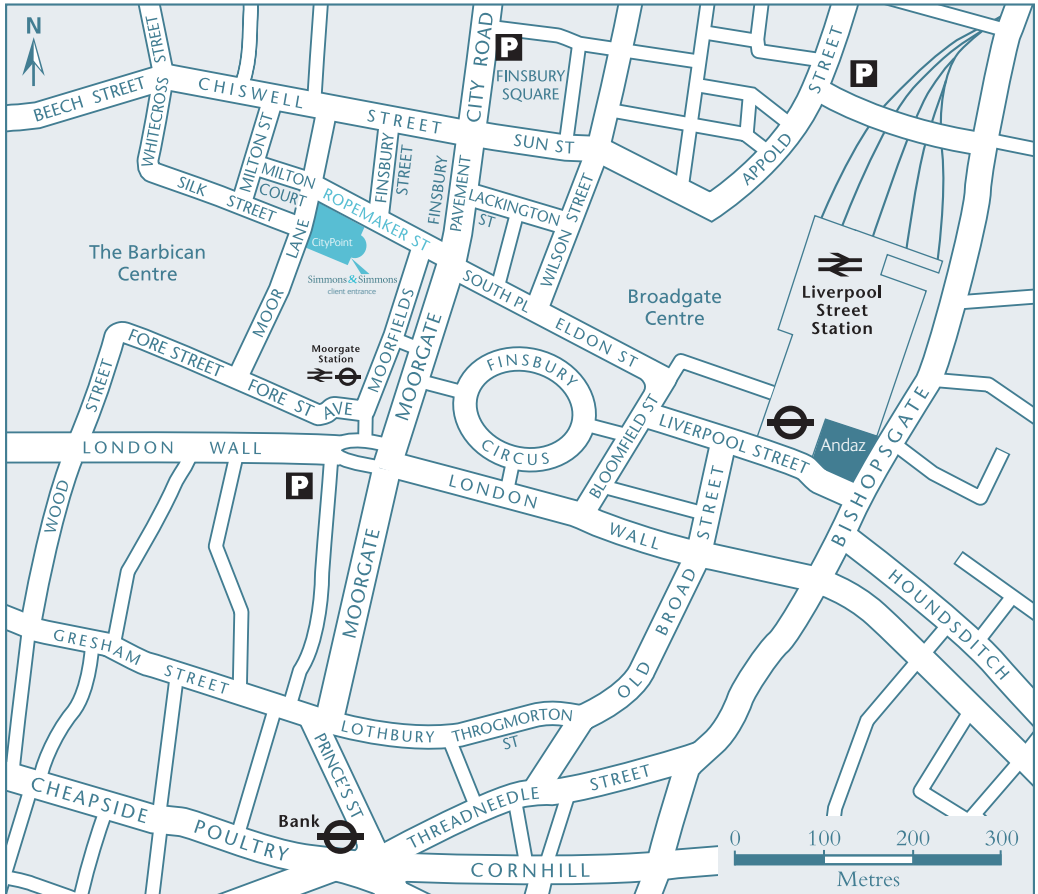 N
WHITECROSS STREET
BEECH STREET
CHISWELL STREET
CITY ROAD
P
FINSBURY
SQUARE
P
APPOLD STREET
SUN ST
MILTON ST
MILTON
COURT
SILK STREET
FINSBURY
STREET
FINSBURY
PAVEMENT
LACKINGTON
ST
WILSON STREET
ROPEMAKER ST
CityPoint
Simmons&Simmons
client entrance
The Barbican
Centre
MOOR LANE
SOUTH PL
ELDON ST
Broadgate
Centre
Liverpool
Street
Station
FORE STREET
FORE ST AVE
Moorgate
Station
MOORFIELDS
MOORGATE
FINSBURY
CIRCUS
BLOOMFIELD ST
LIVERPOOL STREET
Andaz
BISHOPSGATE
LONDON WALL
P
LONDON WALL
WOOD STREET
MOORGATE
OLD BROAD STREET
HOUNDSDITCH
GRESHAM STREET
LOTHBURY
THROGMORTON
ST
PRINCE'S ST
THREADNEEDLE STREET
CHEAPSIDE
POULTRY
Bank
CORNHILL
0 100 200 300
Metres